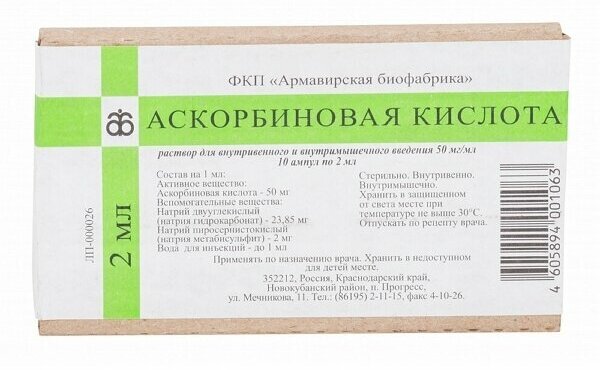 ФКП «Армавирская биофабрика»
АСКОРБИНОВАЯ КИСЛОТА
раствор для внутривенного и внутримышечного введения 50 мг/мл
10 ампул по 2 мл
Состав на 1 мл:
Активное вещество:
Аскорбиновая кислота - 50 мг
Вспомогательные вещества:
Натрий двууглекислый
(натрия гидрокарбонат) - 23,85 мг
Натрий пиросернистокислый
(натрия метабисульфит) - 2 мг
Вода для инъекций - до 1 мл
Стерильно. Внутривенно.
Внутримышечно.
Хранить в защищенном
от света месте при
температуре не выше 30°С.
Отпускать по рецепту врача.
Применять по назначению врача. Хранить в недоступном
для детей месте.
352212, Россия, Краснодарский край,
Новокубанский район, п. Прогресс,
ул. Мечникова, 11. Тел.: (86195) 2-11-15, факс 4-10-26.
ЛП-000026
2 мл
4 605894 001063